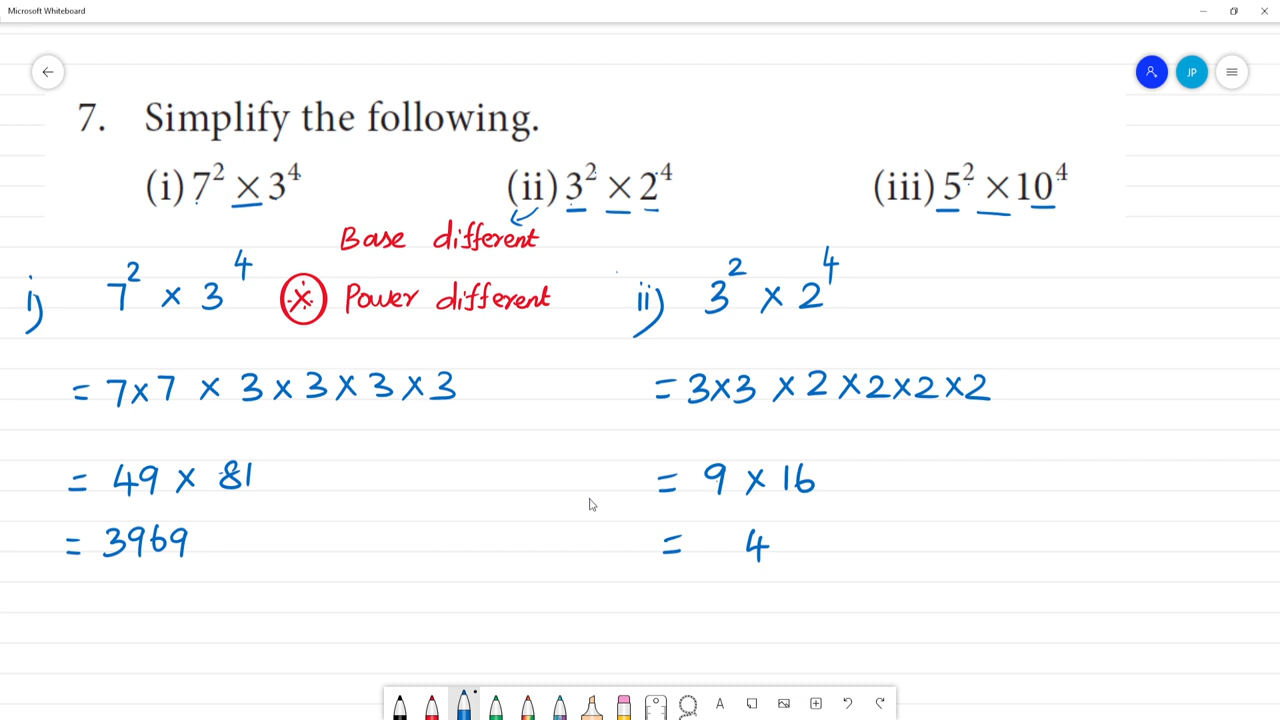 Microsoft Whiteboard
JP
7. Simplify the following.
(i) 7² × 3⁴ (ii) 3² × 2⁴ (iii) 5² × 10⁴
Base different
i) 7² × 3⁴ × Power different ii) 3² × 2⁴
= 7×7 × 3×3×3×3 = 3×3 × 2×2×2×2
= 49 × 81 = 9 × 16
= 3969 = 4
A